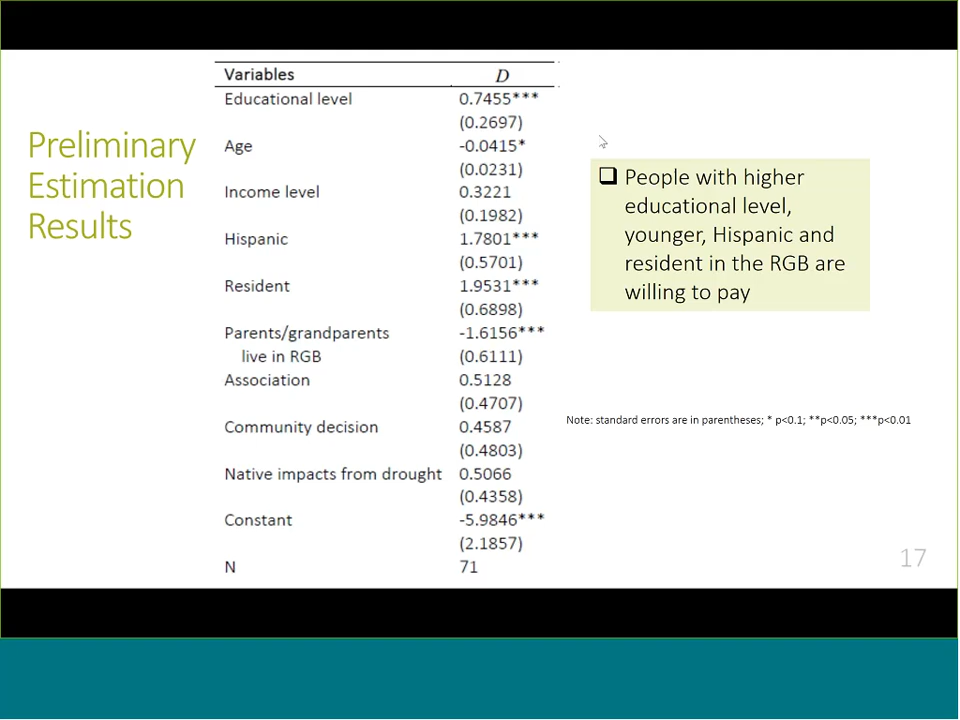 Preliminary
Estimation
Results
Variables D
Educational level 0.7455***
(0.2697)
Age -0.0415*
(0.0231)
Income level 0.3221
(0.1982)
Hispanic 1.7801***
(0.5701)
Resident 1.9531***
(0.6898)
Parents/grandparents -1.6156***
live in RGB (0.6111)
Association 0.5128
(0.4707)
Community decision 0.4587
(0.4803)
Native impacts from drought 0.5066
(0.4358)
Constant -5.9846***
(2.1857)
N 71
People with higher
educational level,
younger, Hispanic and
resident in the RGB are
willing to pay
Note: standard errors are in parentheses; * p<0.1; **p<0.05; ***p<0.01
17